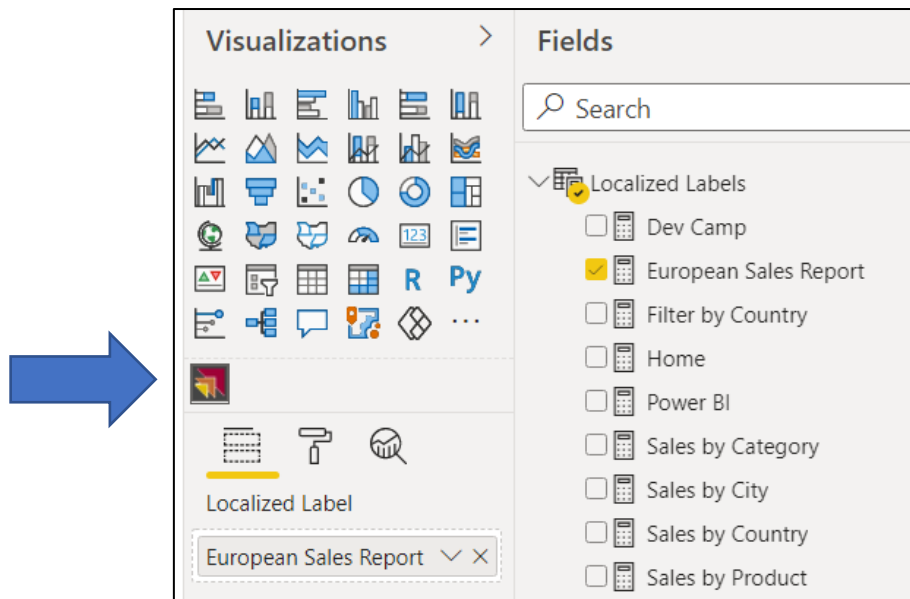 Visualizations
123
R
Py
Localized Label
European Sales Report
Fields
Search
Localized Labels
Dev Camp
European Sales Report
Filter by Country
Home
Power BI
Sales by Category
Sales by City
Sales by Country
Sales by Product